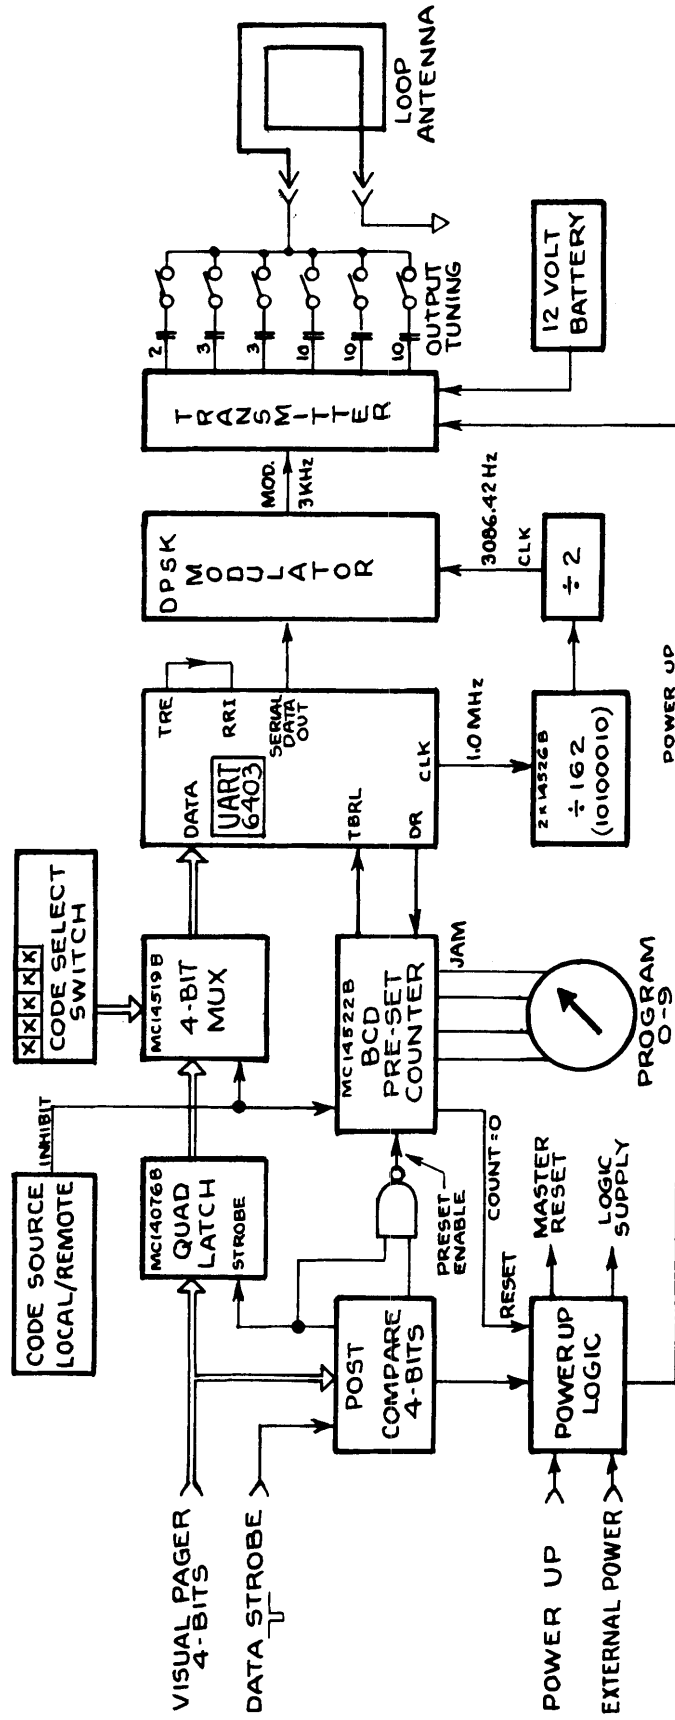 VISUAL PAGER
4-BITS
DATA STROBE
POWER UP
EXTERNAL POWER
CODE SOURCE
LOCAL/REMOTE
INHIBIT
MC14076B
QUAD
LATCH
STROBE
POST
COMPARE
4-BITS
POWER UP
LOGIC
RESET
MASTER
RESET
LOGIC
SUPPLY
PRESET
ENABLE
COUNT=0
X X X X X
CODE SELECT
SWITCH
MC14519B
4-BIT
MUX
MC14522B
BCD
PRE-SET
COUNTER
JAM
PROGRAM
0-9
DATA
UART
6403
TRE
RRI
SERIAL
DATA
OUT
TBRL
DR
CLK
1.0 MHz
2 x 14526B
÷162
(10100010)
÷2
3086.42 Hz
CLK
DPSK
MODULATOR
MOD.
3KHz
TRANSMITTER
2
3
3
10
10
10
OUTPUT
TUNING
LOOP
ANTENNA
12 VOLT
BATTERY
POWER UP